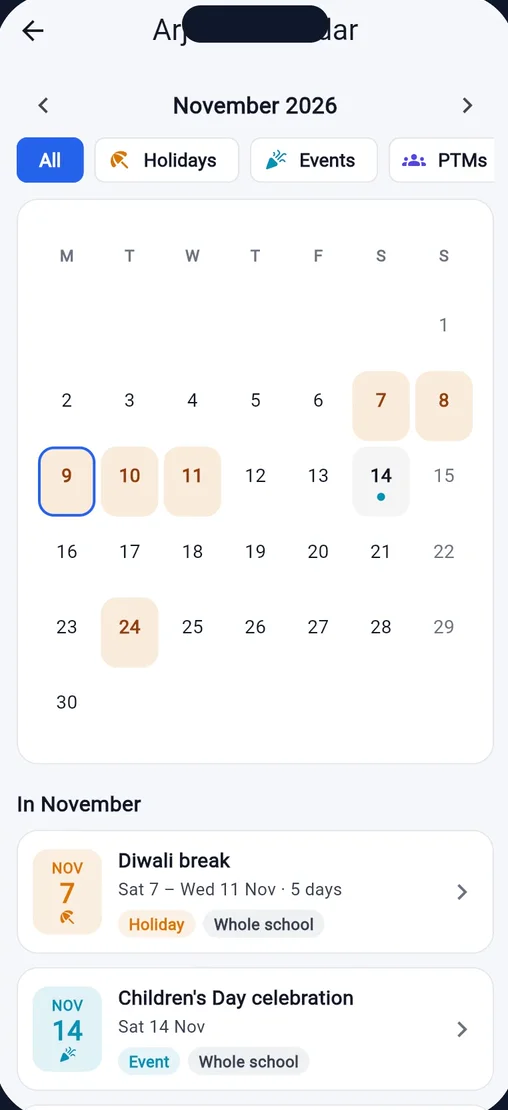 November 2026
All Holidays Events PTMs
M T W T F S S
1
2 3 4 5 6 7 8
9 10 11 12 13 14 15
16 17 18 19 20 21 22
23 24 25 26 27 28 29
30
In November
NOV
7
Diwali break
Sat 7 – Wed 11 Nov · 5 days
Holiday Whole school
NOV
14
Children's Day celebration
Sat 14 Nov
Event Whole school